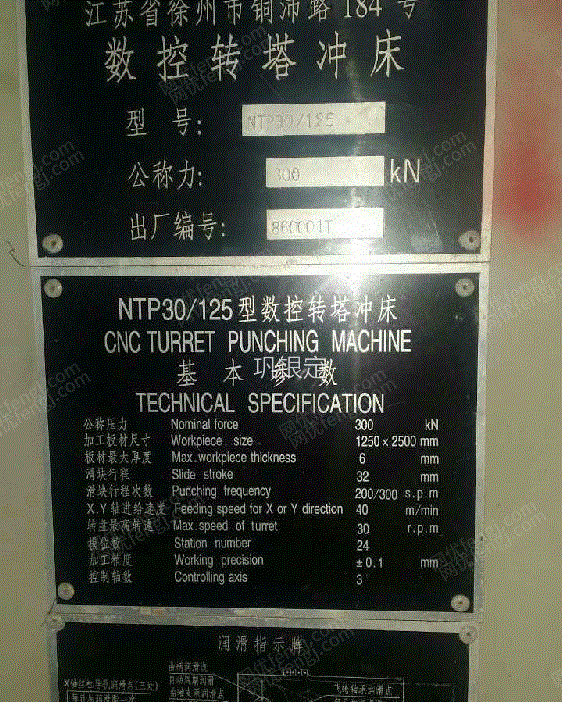 江苏省徐州市铜沛路 184 号
数控转塔冲床
型号: NTP30/125
公称力: 300 kN
出厂编号:
NTP30/125型数控转塔冲床
CNC TURRET PUNCHING MACHINE
基本参数
TECHNICAL SPECIFICATION
公称压力 Nominal force 300 kN
加工板材尺寸 Workpiece size 1250 x 2500 mm
板材最大厚度 Max.workpiece thickness 6 mm
滑块行程 Slide stroke 32 mm
滑块行程次数 Punching frequency 200/300 s.p.m
X.Y轴进给速度 Feeding speed for X or Y direction 40 m/min
转盘最高转速 Max.speed of turret 30 r.p.m
模位数 Station number 24
加工精度 Working precision ±0.1 mm
控制轴数 Controlling axis 3
润滑指示牌